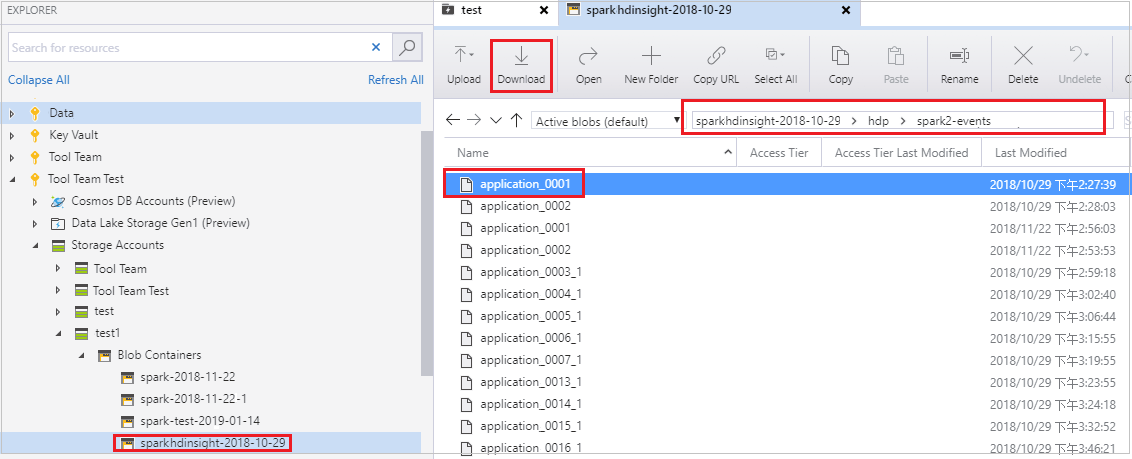 EXPLORER
Search for resources
Collapse All
Refresh All
Data
Key Vault
Tool Team
Tool Team Test
Cosmos DB Accounts (Preview)
Data Lake Storage Gen1 (Preview)
Storage Accounts
Tool Team
Tool Team Test
test
test1
Blob Containers
spark-2018-11-22
spark-2018-11-22-1
spark-test-2019-01-14
sparkhdinsight-2018-10-29
test
sparkhdinsight-2018-10-29
Upload Download Open New Folder Copy URL Select All Copy Paste Rename Delete Undelete
Active blobs (default) sparkhdinsight-2018-10-29 hdp spark2-events
Name Access Tier Access Tier Last Modified Last Modified
application_0001 2018/10/29 下午2:27:39
application_0002 2018/10/29 下午2:28:03
application_0001 2018/11/22 下午2:56:03
application_0002 2018/11/22 下午2:53:53
application_0003_1 2018/10/29 下午2:59:18
application_0004_1 2018/10/29 下午3:02:40
application_0005_1 2018/10/29 下午3:06:44
application_0006_1 2018/10/29 下午3:15:55
application_0007_1 2018/10/29 下午3:19:55
application_0013_1 2018/10/29 下午3:23:55
application_0014_1 2018/10/29 下午3:24:18
application_0015_1 2018/10/29 下午3:32:52
application_0016_1 2018/10/29 下午3:46:21